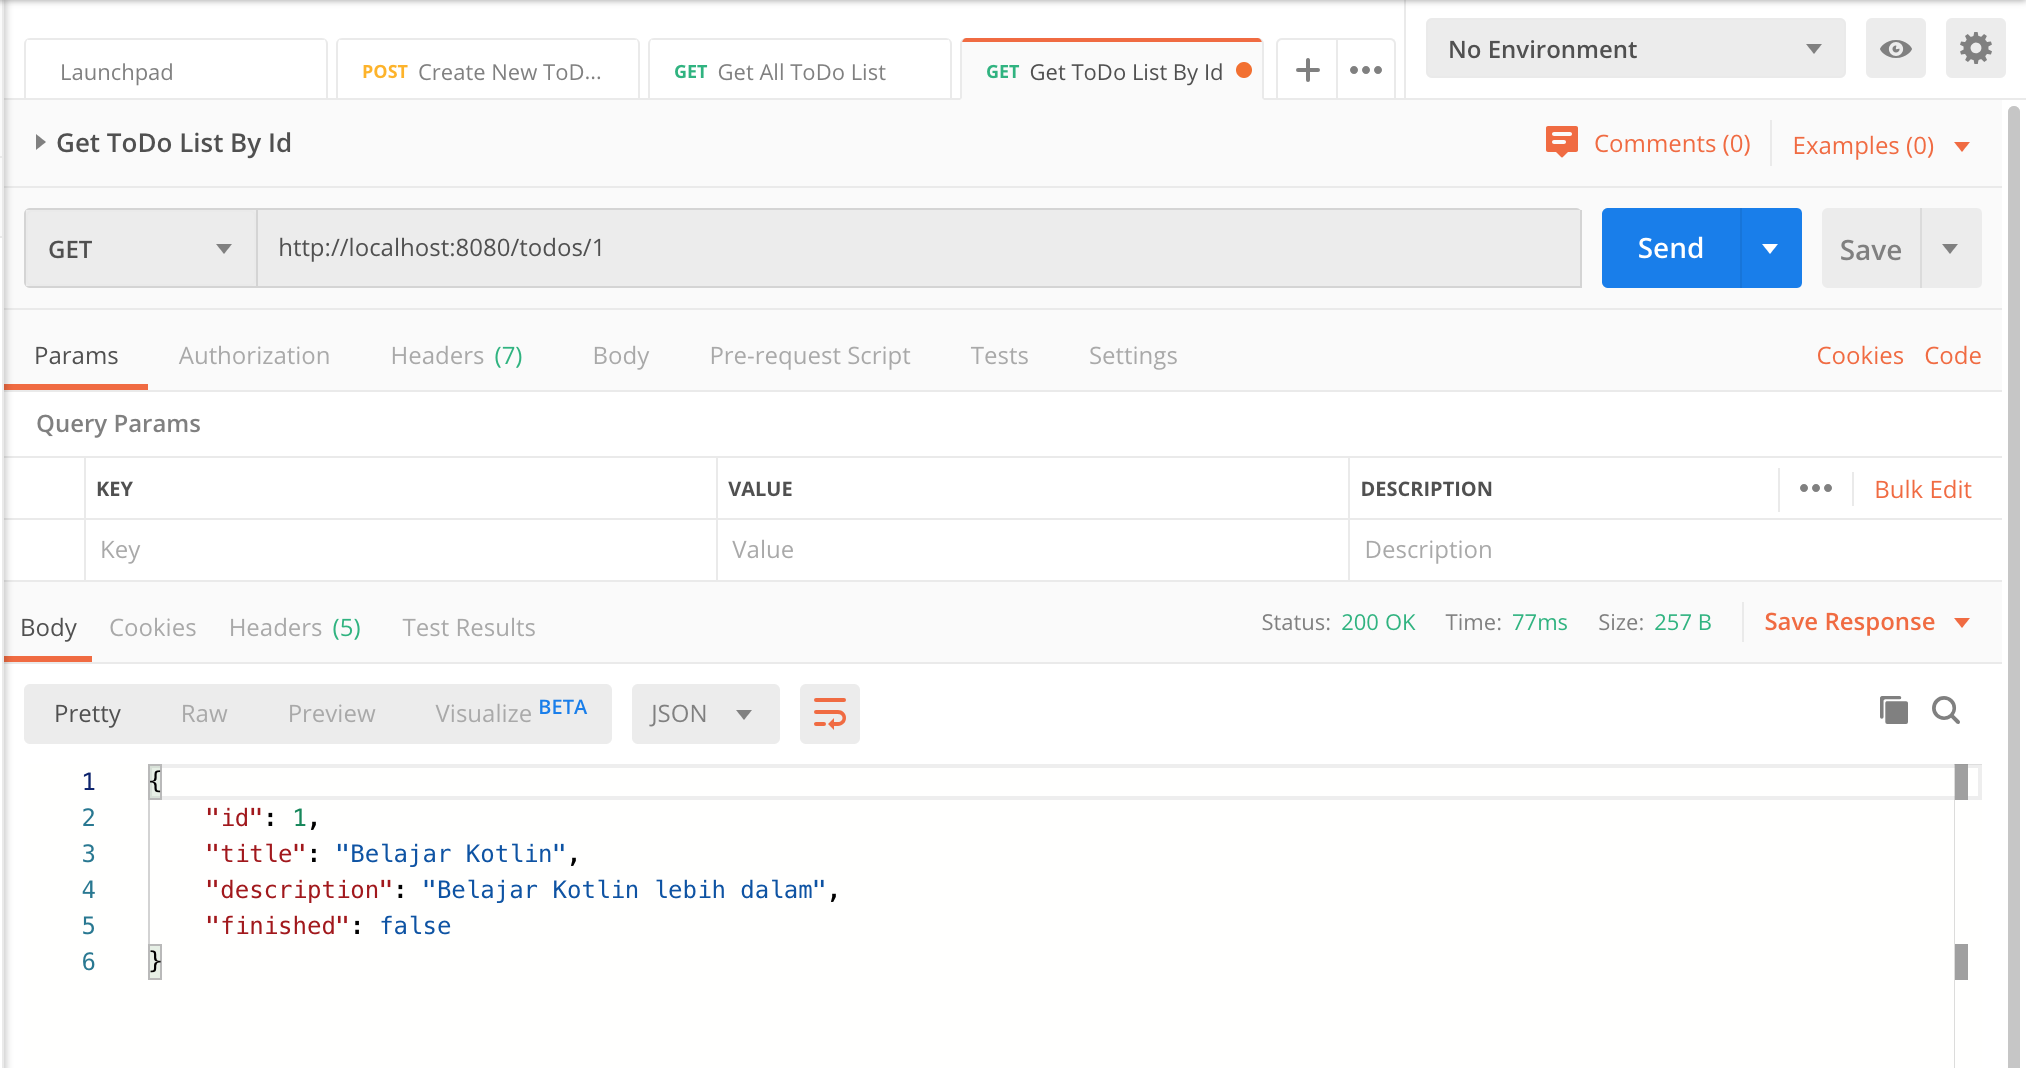 Launchpad
POST Create New ToD...
GET Get All ToDo List
GET Get ToDo List By Id
No Environment
Get ToDo List By Id
Comments (0)
Examples (0)
GET
http://localhost:8080/todos/1
Send
Save
Params Authorization Headers (7) Body Pre-request Script Tests Settings Cookies Code
Query Params
KEY VALUE DESCRIPTION Bulk Edit
Key Value Description
Body Cookies Headers (5) Test Results Status: 200 OK Time: 77ms Size: 257 B Save Response
Pretty Raw Preview Visualize BETA JSON
1 {
2 "id": 1,
3 "title": "Belajar Kotlin",
4 "description": "Belajar Kotlin lebih dalam",
5 "finished": false
6 }